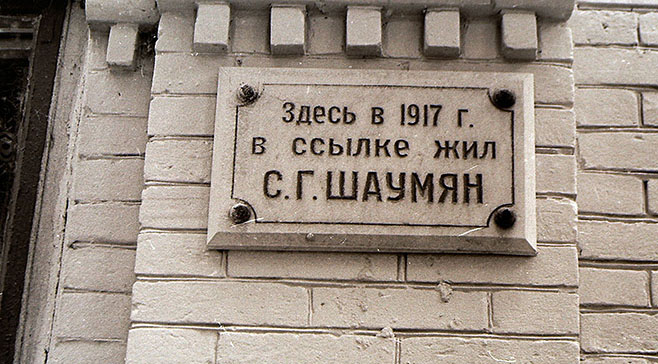 Здесь в 1917 г.
в ссылке жил
С.Г.ШАУМЯН